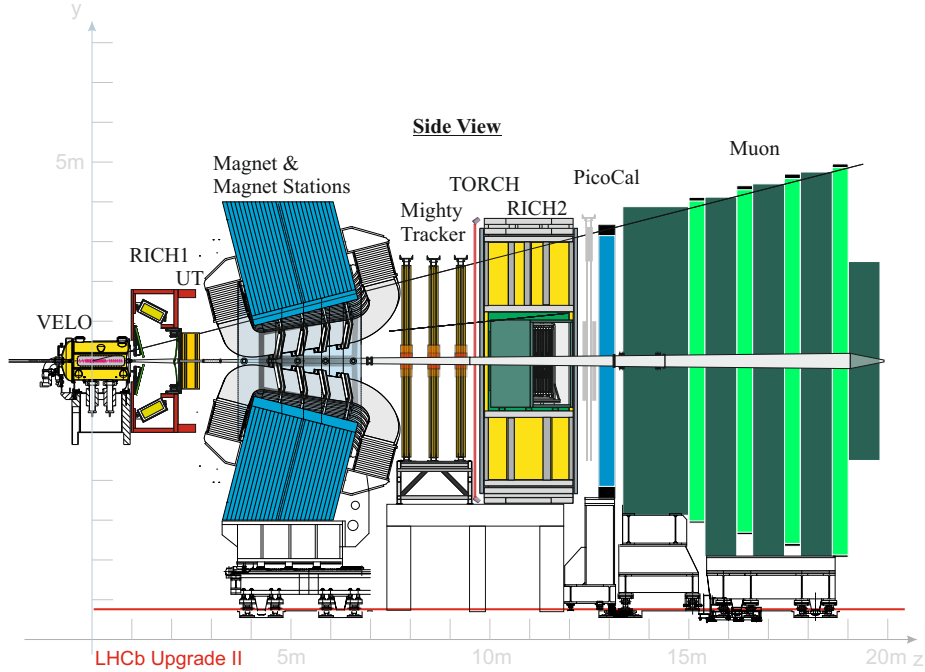 y
Side View
5m
Magnet &
Magnet Stations
Muon
PicoCal
TORCH
RICH2
Mighty
Tracker
RICH1
UT
VELO
LHCb Upgrade II
5m
10m
15m
20m
z